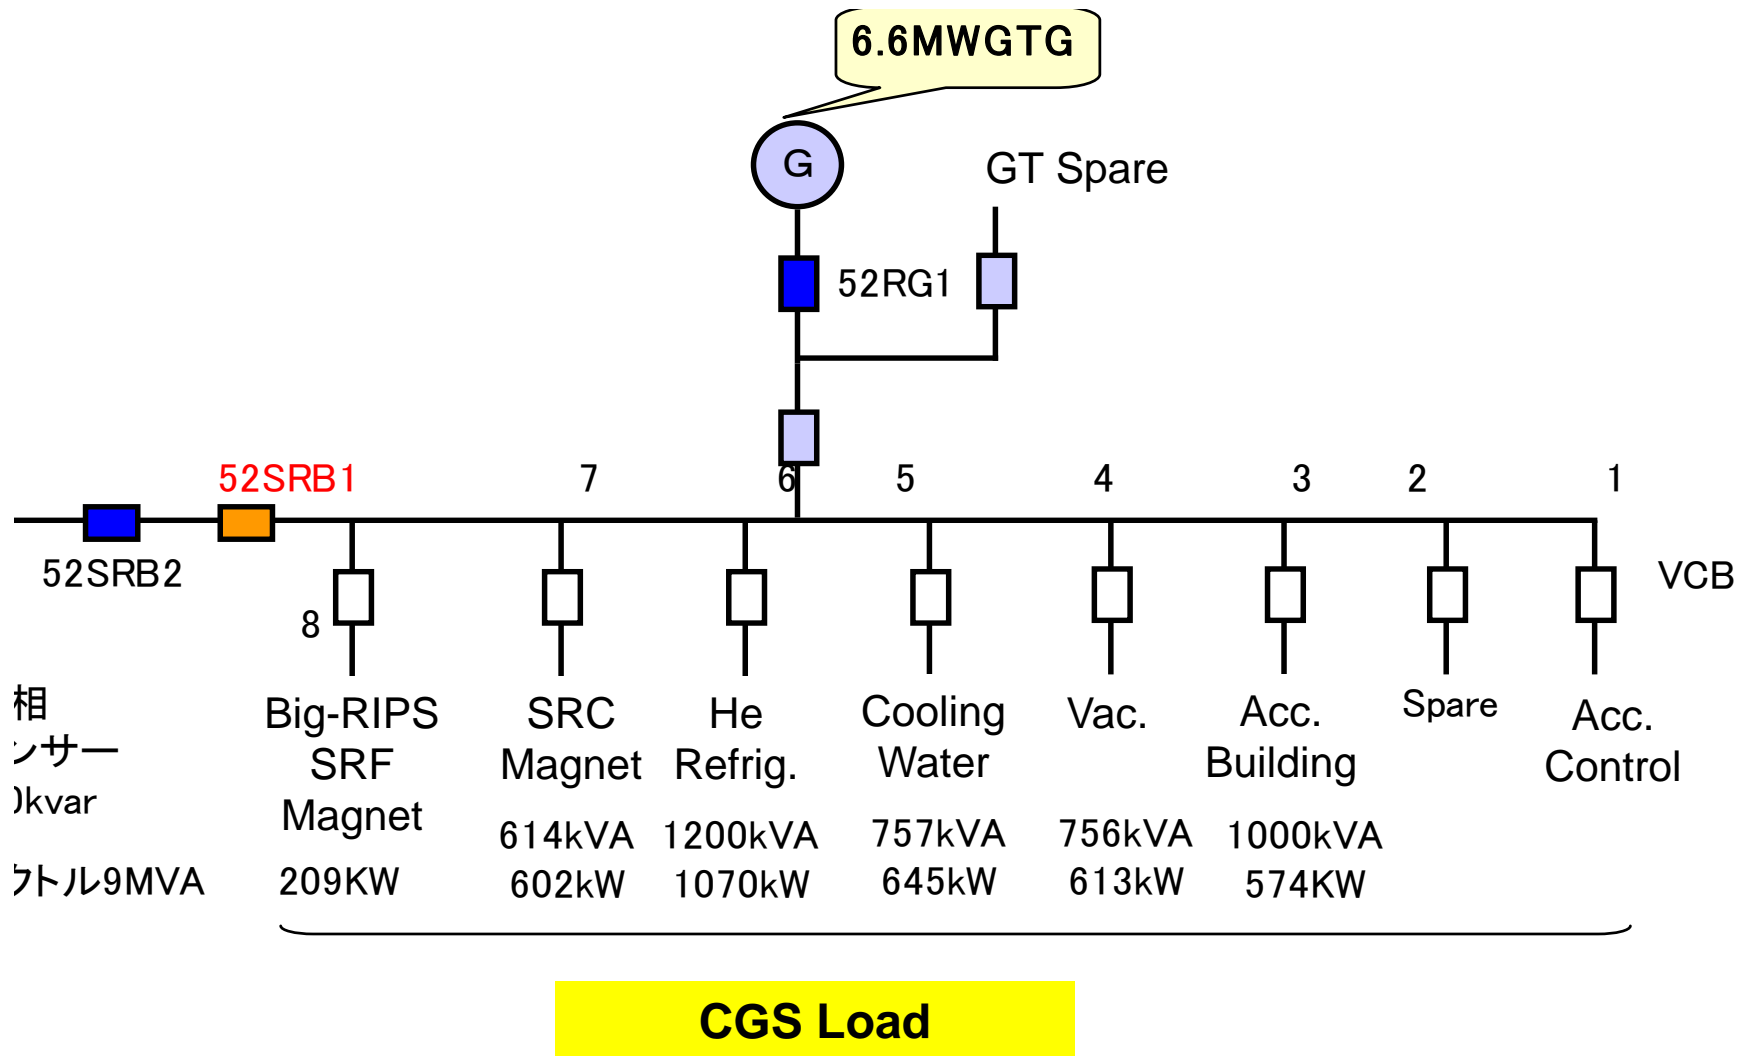 6.6MWGTG
G
GT Spare
52RG1
52SRB1
7
6
5
4
3
2
1
52SRB2
VCB
8
相
ンサー
0kvar
クトル9MVA
Big-RIPS
SRF
Magnet
209KW
SRC
Magnet
614kVA
602kW
He
Refrig.
1200kVA
1070kW
Cooling
Water
757kVA
645kW
Vac.
756kVA
613kW
Acc.
Building
1000kVA
574KW
Spare
Acc.
Control
CGS Load